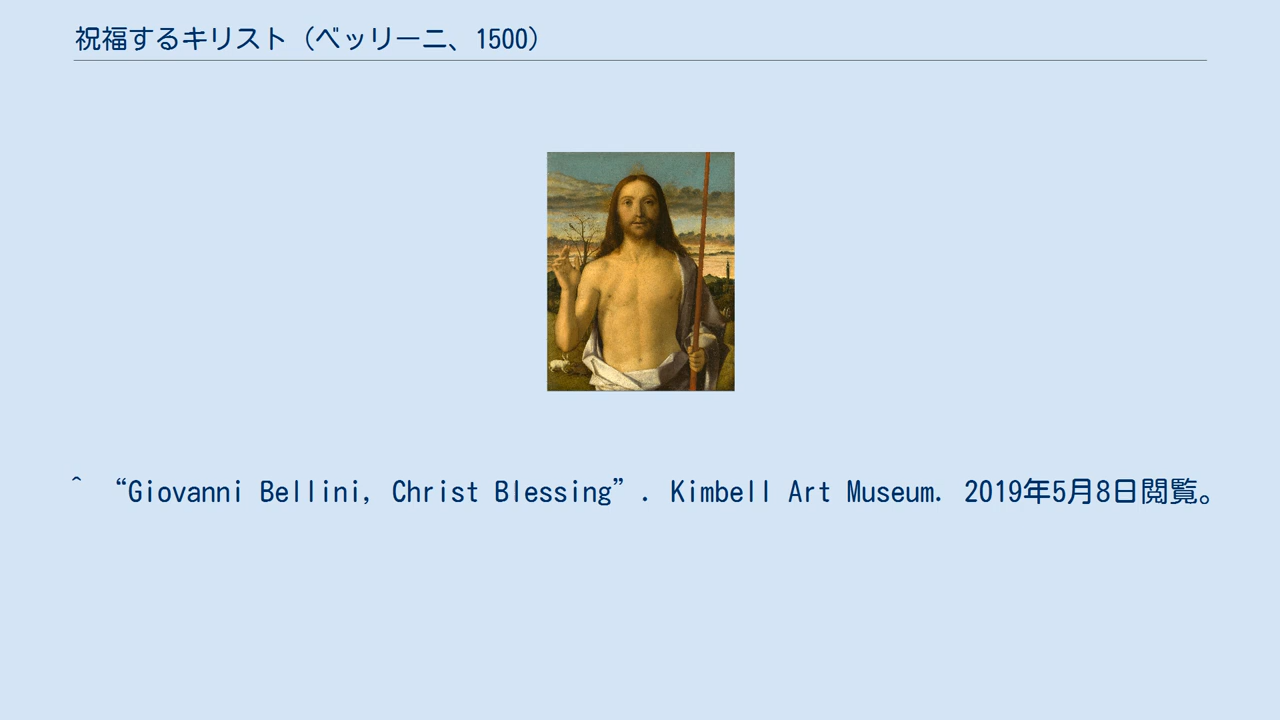 祝福するキリスト（ベッリーニ、1500）
^ “Giovanni Bellini, Christ Blessing”. Kimbell Art Museum. 2019年5月8日閲覧。